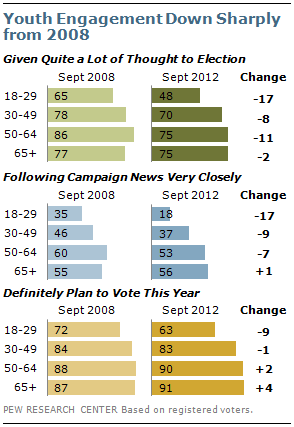 Youth Engagement Down Sharply
from 2008
Given Quite a Lot of Thought to Election
Sept 2008 Sept 2012 Change
18-29 65 48 -17
30-49 78 70 -8
50-64 86 75 -11
65+ 77 75 -2
Following Campaign News Very Closely
Sept 2008 Sept 2012 Change
18-29 35 18 -17
30-49 46 37 -9
50-64 60 53 -7
65+ 55 56 +1
Definitely Plan to Vote This Year
Sept 2008 Sept 2012 Change
18-29 72 63 -9
30-49 84 83 -1
50-64 88 90 +2
65+ 87 91 +4
PEW RESEARCH CENTER Based on registered voters.